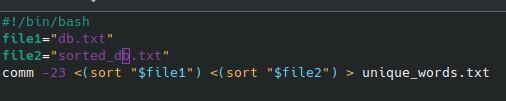 #!/bin/bash
file1="db.txt"
file2="sorted_db.txt"
comm -23 <(sort "$file1") <(sort "$file2") > unique_words.txt